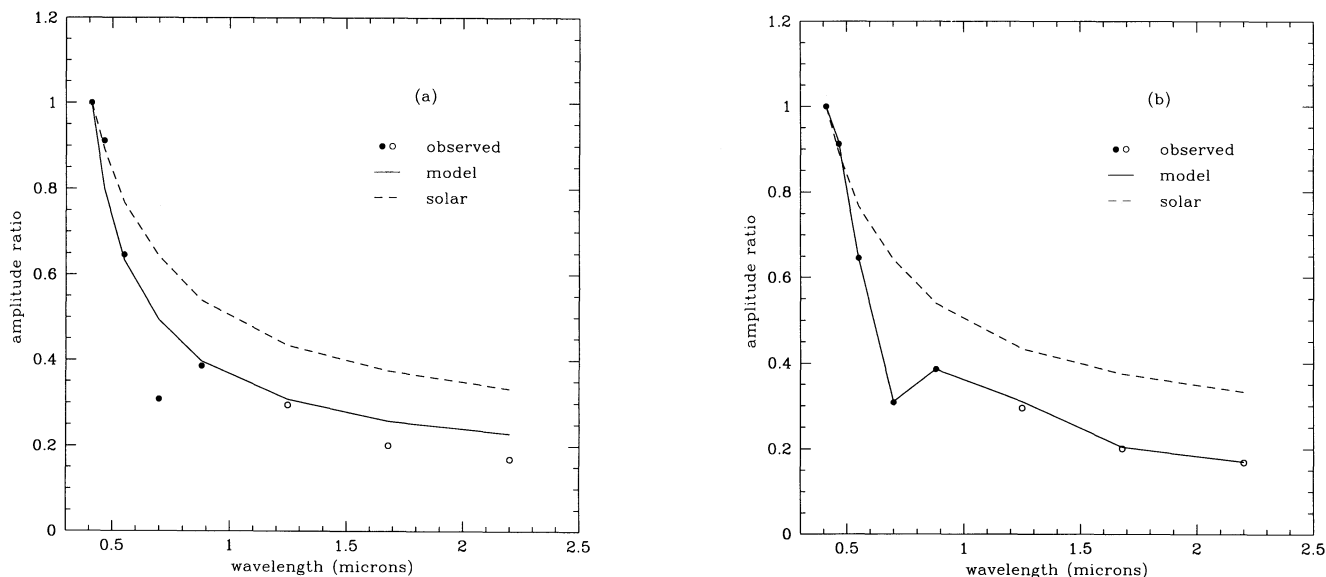 1.2
1
0.8
0.6
0.4
0.2
0
amplitude ratio
(a)
observed
model
solar
0.5
1
1.5
2
2.5
wavelength (microns)
1.2
1
0.8
0.6
0.4
0.2
0
amplitude ratio
(b)
observed
model
solar
0.5
1
1.5
2
2.5
wavelength (microns)